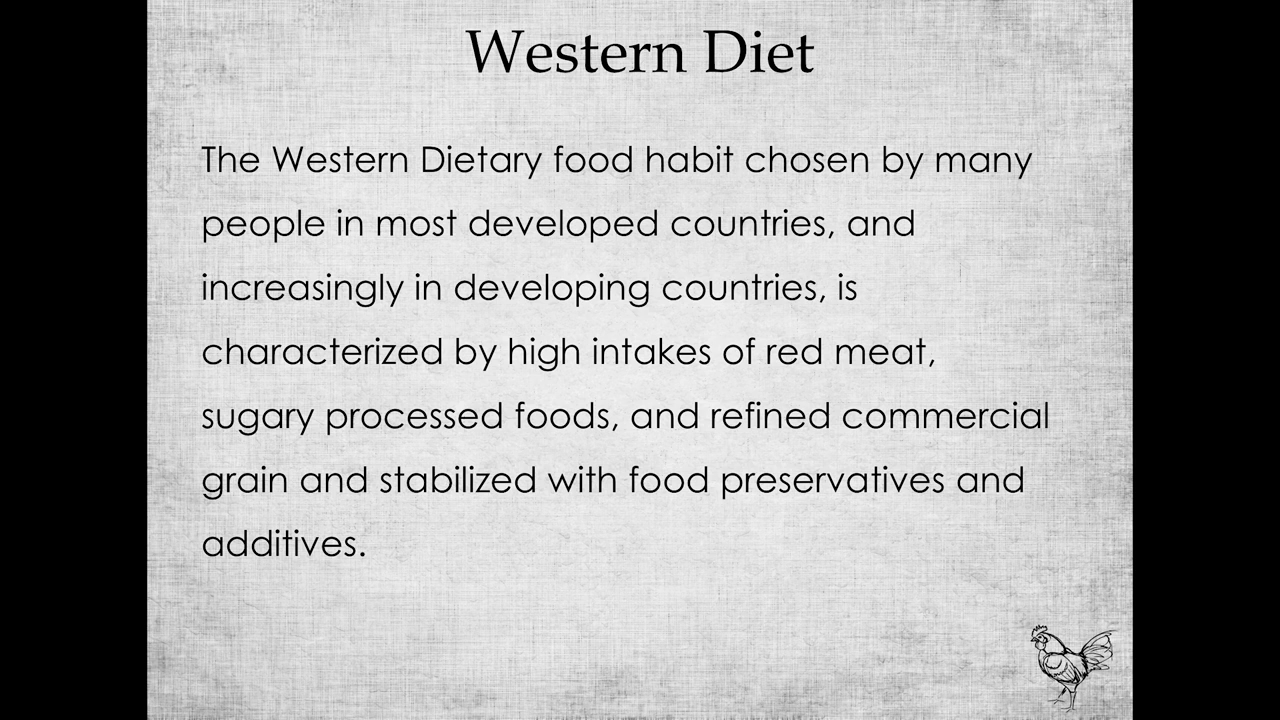 Western Diet
The Western Dietary food habit chosen by many
people in most developed countries, and
increasingly in developing countries, is
characterized by high intakes of red meat,
sugary processed foods, and refined commercial
grain and stabilized with food preservatives and
additives.